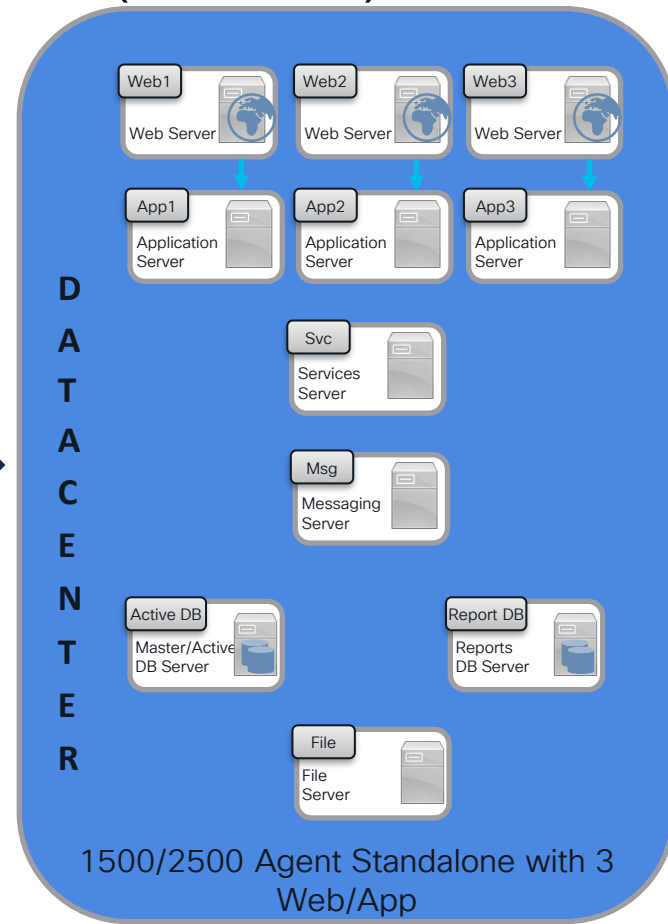 Web1
Web Server
Web2
Web Server
Web3
Web Server
App1
Application
Server
App2
Application
Server
App3
Application
Server
D
A
T
A
C
E
N
T
E
R
Svc
Services
Server
Msg
Messaging
Server
Active DB
Master/Active
DB Server
Report DB
Reports
DB Server
File
File
Server
1500/2500 Agent Standalone with 3
Web/App